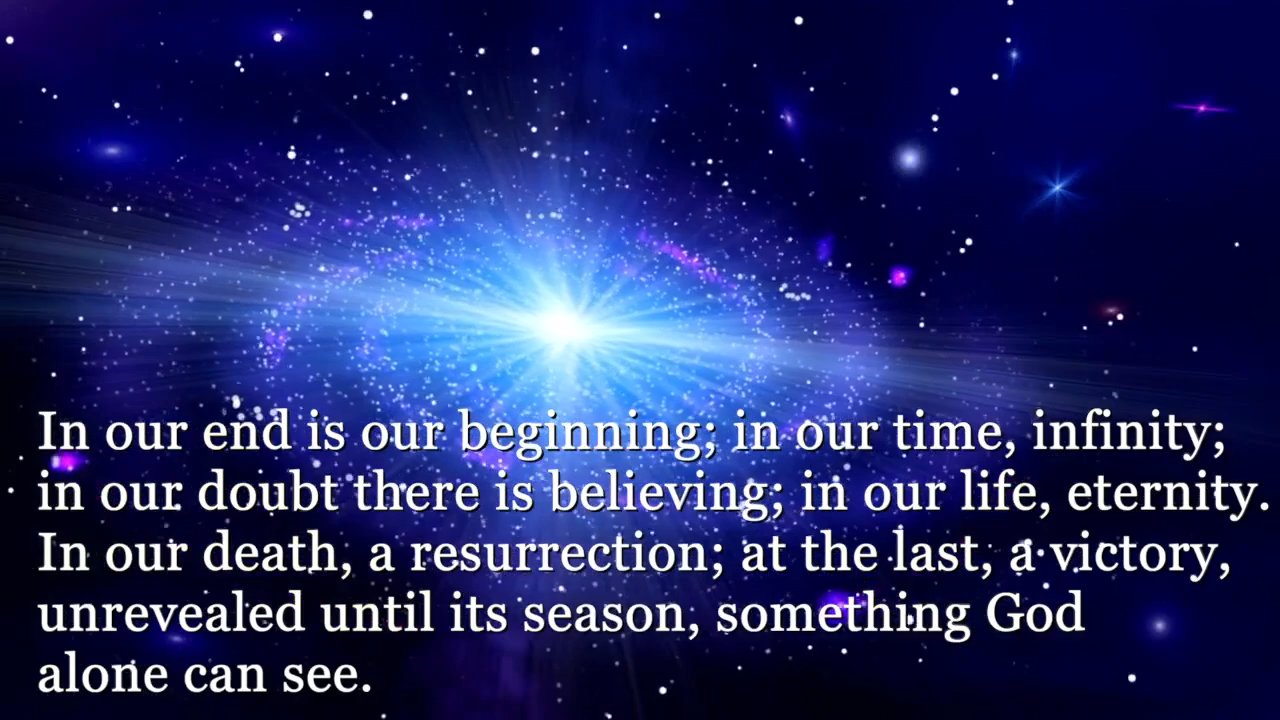 In our end is our beginning; in our time, infinity;
in our doubt there is believing; in our life, eternity.
In our death, a resurrection; at the last, a victory,
unrevealed until its season, something God
alone can see.